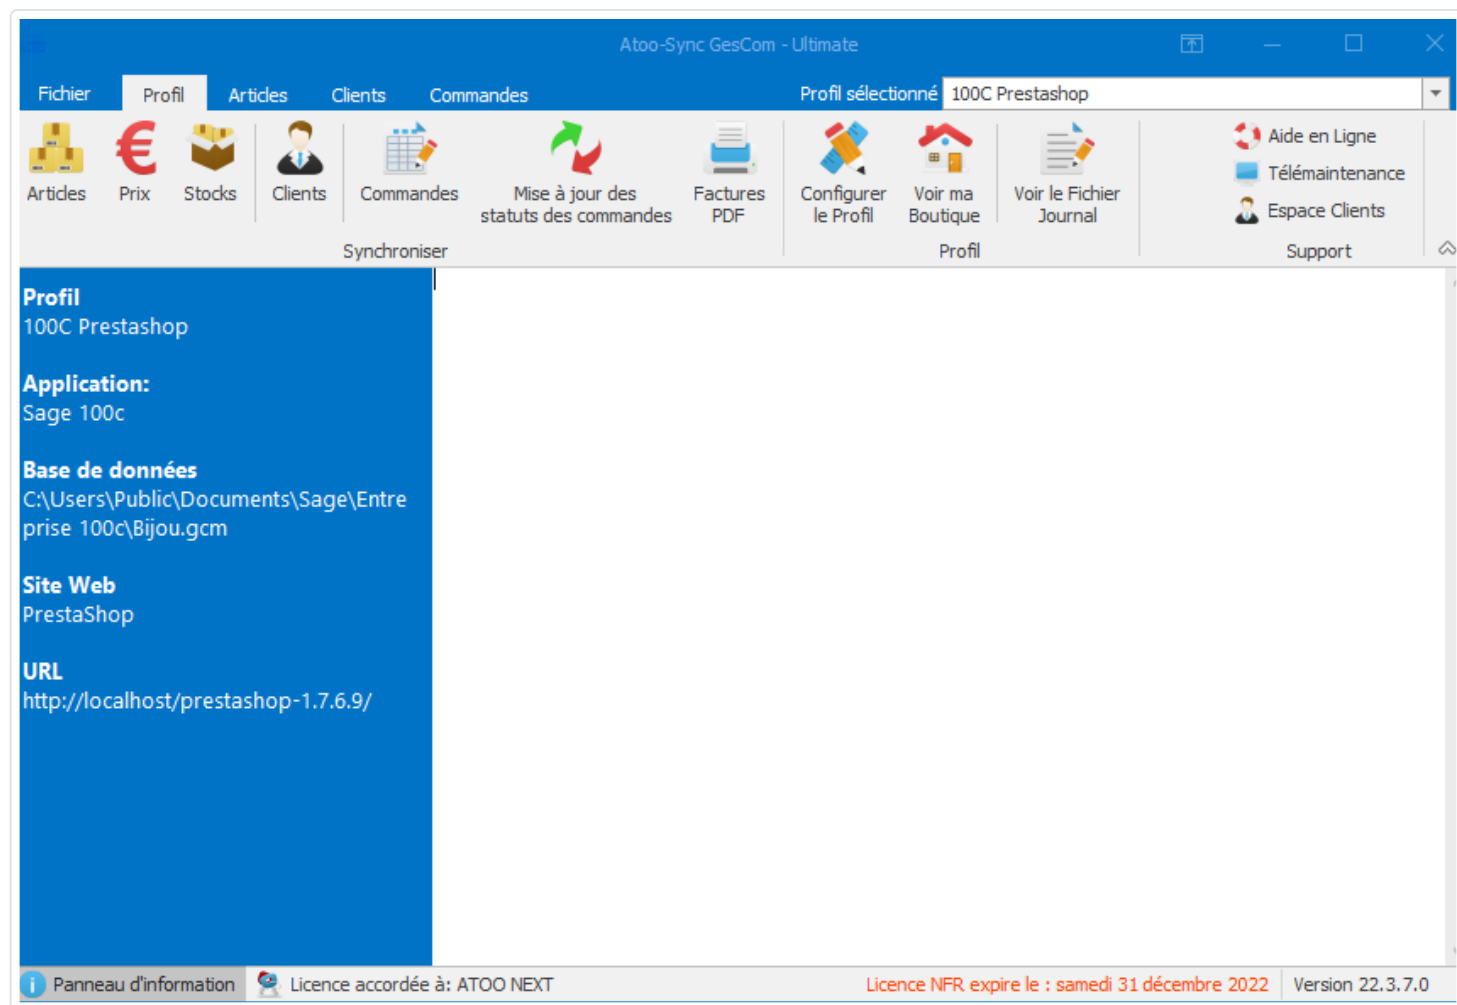 Atoo-Sync GesCom - Ultimate
Fichier Profil Articles Clients Commandes Profil sélectionné 100C Prestashop
Articles Prix Stocks Clients Commandes Mise à jour des statuts des commandes Factures PDF Configurer le Profil Voir ma Boutique Voir le Fichier Journal
Aide en Ligne
Télémaintenance
Espace Clients
Synchroniser Profil Support
Profil
100C Prestashop
Application:
Sage 100c
Base de données
C:\Users\Public\Documents\Sage\Entre
prise 100c\Bijou.gcm
Site Web
PrestaShop
URL
http://localhost/prestashop-1.7.6.9/
Panneau d'information Licence accordée à: ATOO NEXT Licence NFR expire le : samedi 31 décembre 2022 Version 22.3.7.0